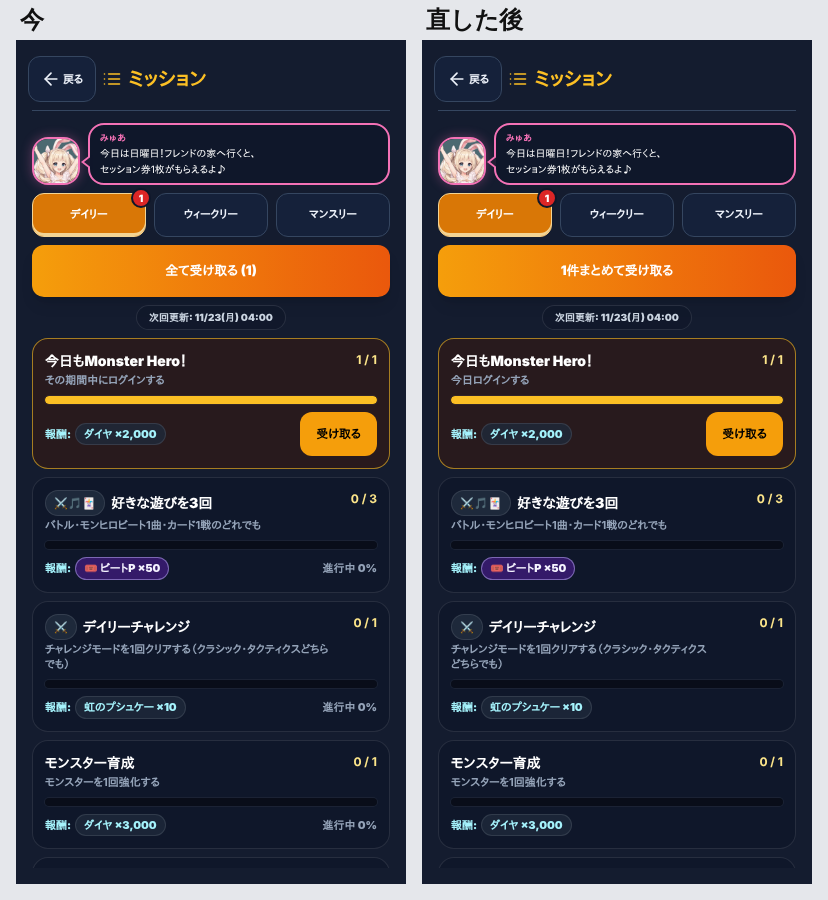 今
戻る
ミッション
みゅあ
今日は日曜日!フレンドの家へ行くと、
セッション券1枚がもらえるよ♪
デイリー
1
ウィークリー
マンスリー
全て受け取る (1)
次回更新: 11/23(月) 04:00
今日もMonster Hero!
1 / 1
その期間中にログインする
報酬:
ダイヤ ×2,000
受け取る
好きな遊びを3回
0 / 3
バトル・モンヒロビート1曲・カード1戦のどれでも
報酬:
ビートP ×50
進行中 0%
デイリーチャレンジ
0 / 1
チャレンジモードを1回クリアする(クラシック・タクティクスどちら
でも)
報酬:
虹のプシュケー ×10
進行中 0%
モンスター育成
0 / 1
モンスターを1回強化する
報酬:
ダイヤ ×3,000
進行中 0%
直した後
戻る
ミッション
みゅあ
今日は日曜日!フレンドの家へ行くと、
セッション券1枚がもらえるよ♪
デイリー
1
ウィークリー
マンスリー
1件まとめて受け取る
次回更新: 11/23(月) 04:00
今日もMonster Hero!
1 / 1
今日ログインする
報酬:
ダイヤ ×2,000
受け取る
好きな遊びを3回
0 / 3
バトル・モンヒロビート1曲・カード1戦のどれでも
報酬:
ビートP ×50
デイリーチャレンジ
0 / 1
チャレンジモードを1回クリアする(クラシック・タクティクス
どちらでも)
報酬:
虹のプシュケー ×10
モンスター育成
0 / 1
モンスターを1回強化する
報酬:
ダイヤ ×3,000